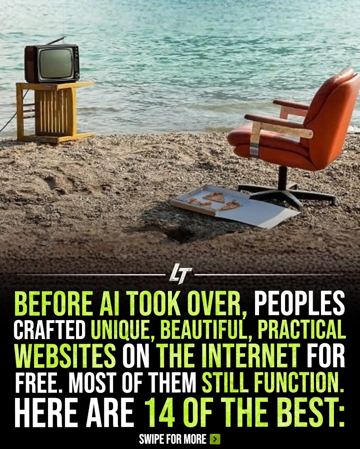 LT
BEFORE AI TOOK OVER, PEOPLES
CRAFTED UNIQUE, BEAUTIFUL, PRACTICAL
WEBSITES ON THE INTERNET FOR
FREE. MOST OF THEM STILL FUNCTION.
HERE ARE 14 OF THE BEST:
SWIPE FOR MORE